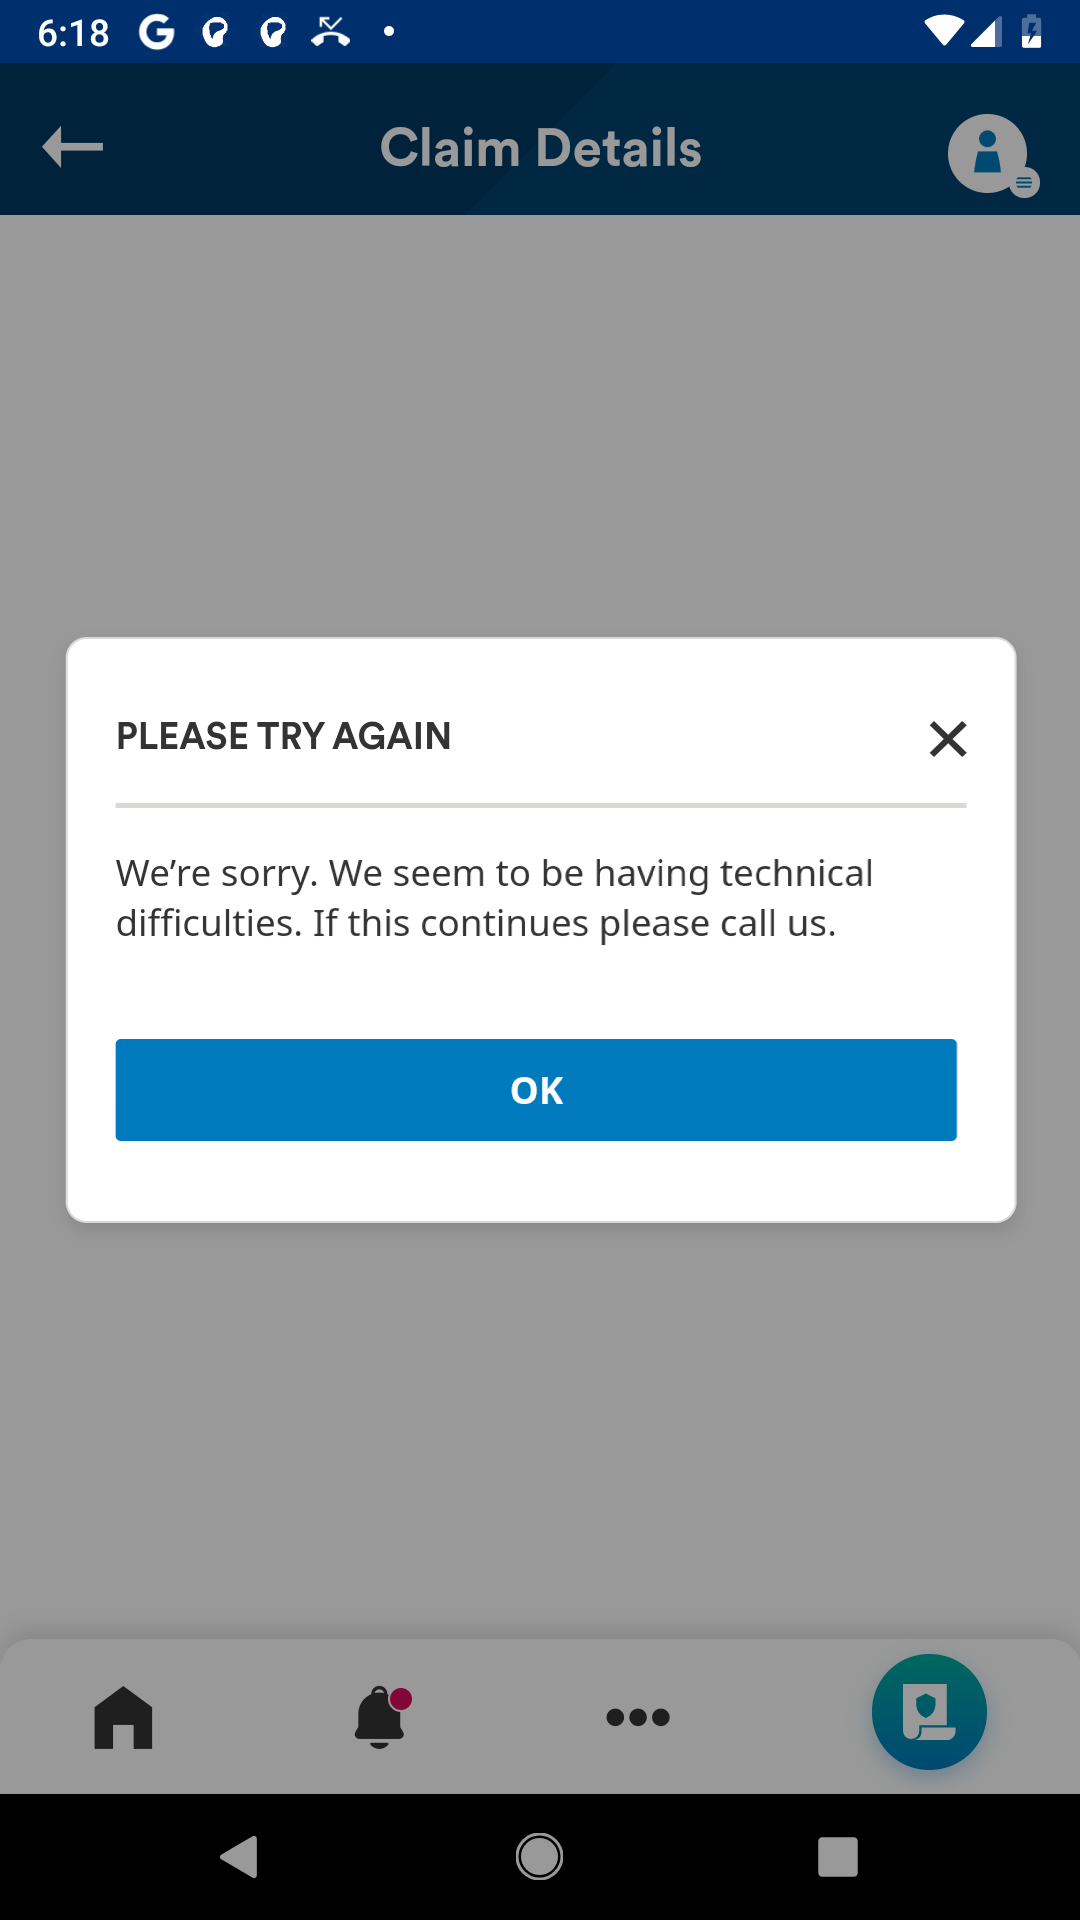 6:18
Claim Details
PLEASE TRY AGAIN
We’re sorry. We seem to be having technical
difficulties. If this continues please call us.
OK